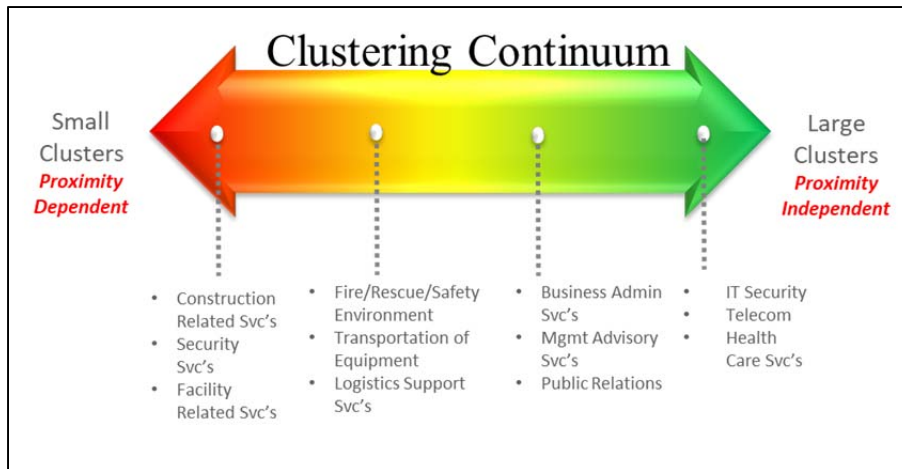 Clustering Continuum
Small
Clusters
Proximity
Dependent
Large
Clusters
Proximity
Independent
• Construction
Related Svc's
• Security
Svc's
• Facility
Related Svc's
• Fire/Rescue/Safety
Environment
• Transportation of
Equipment
• Logistics Support
Svc's
• Business Admin
Svc's
• Mgmt Advisory
Svc's
• Public Relations
• IT Security
• Telecom
• Health
Care Svc's